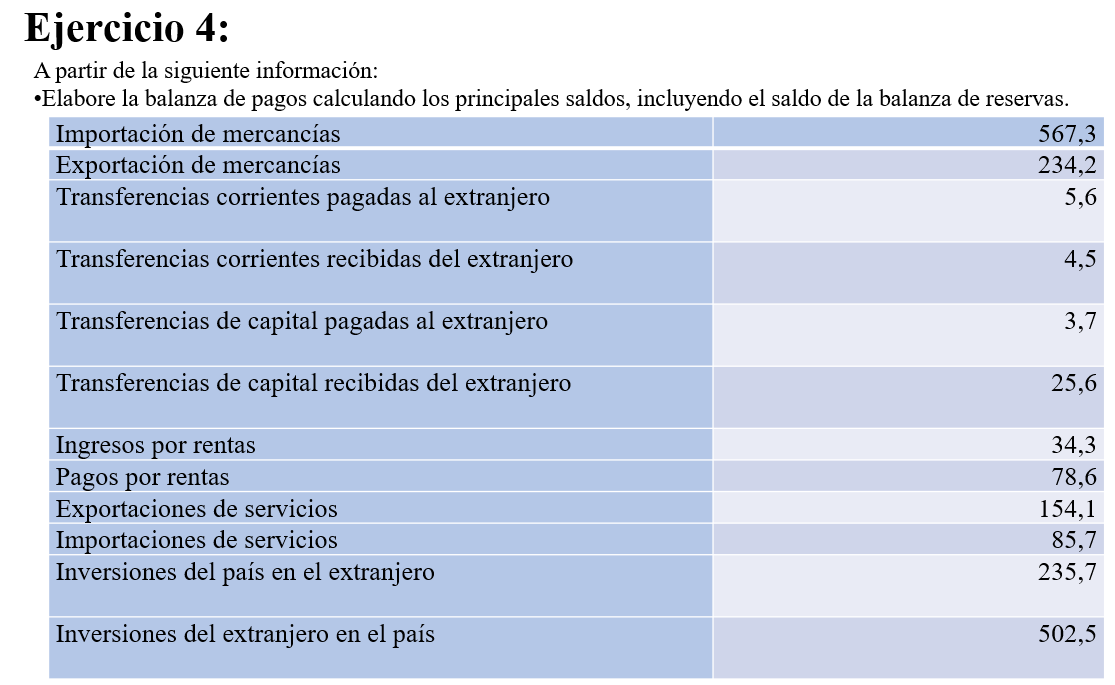 Ejercicio 4:
A partir de la siguiente información:
•Elabore la balanza de pagos calculando los principales saldos, incluyendo el saldo de la balanza de reservas.
Importación de mercancías 567,3
Exportación de mercancías 234,2
Transferencias corrientes pagadas al extranjero 5,6
Transferencias corrientes recibidas del extranjero 4,5
Transferencias de capital pagadas al extranjero 3,7
Transferencias de capital recibidas del extranjero 25,6
Ingresos por rentas 34,3
Pagos por rentas 78,6
Exportaciones de servicios 154,1
Importaciones de servicios 85,7
Inversiones del país en el extranjero 235,7
Inversiones del extranjero en el país 502,5